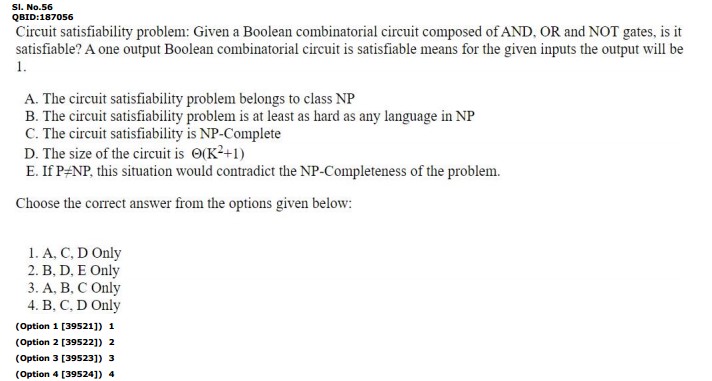 Sl. No.56
QBID:187056
Circuit satisfiability problem: Given a Boolean combinatorial circuit composed of AND, OR and NOT gates, is it
satisfiable? A one output Boolean combinatorial circuit is satisfiable means for the given inputs the output will be
1.
A. The circuit satisfiability problem belongs to class NP
B. The circuit satisfiability problem is at least as hard as any language in NP
C. The circuit satisfiability is NP-Complete
D. The size of the circuit is Θ(K²+1)
E. If P≠NP, this situation would contradict the NP-Completeness of the problem.
Choose the correct answer from the options given below:
1. A, C, D Only
2. B, D, E Only
3. A, B, C Only
4. B, C, D Only
(Option 1 [39521]) 1
(Option 2 [39522]) 2
(Option 3 [39523]) 3
(Option 4 [39524]) 4